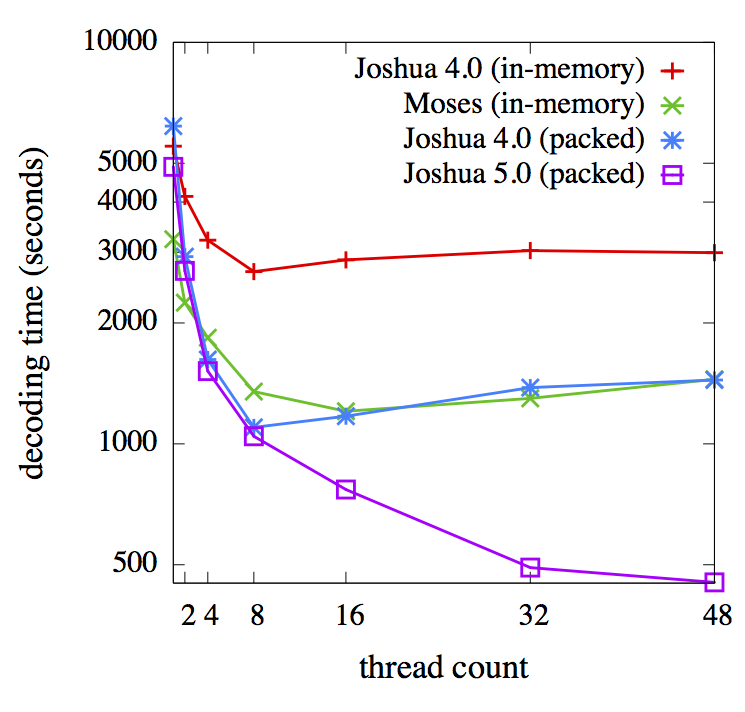 10000
5000
4000
3000
2000
1000
500
decoding time (seconds)
Joshua 4.0 (in-memory)
Moses (in-memory)
Joshua 4.0 (packed)
Joshua 5.0 (packed)
2 4 8 16 32 48
thread count